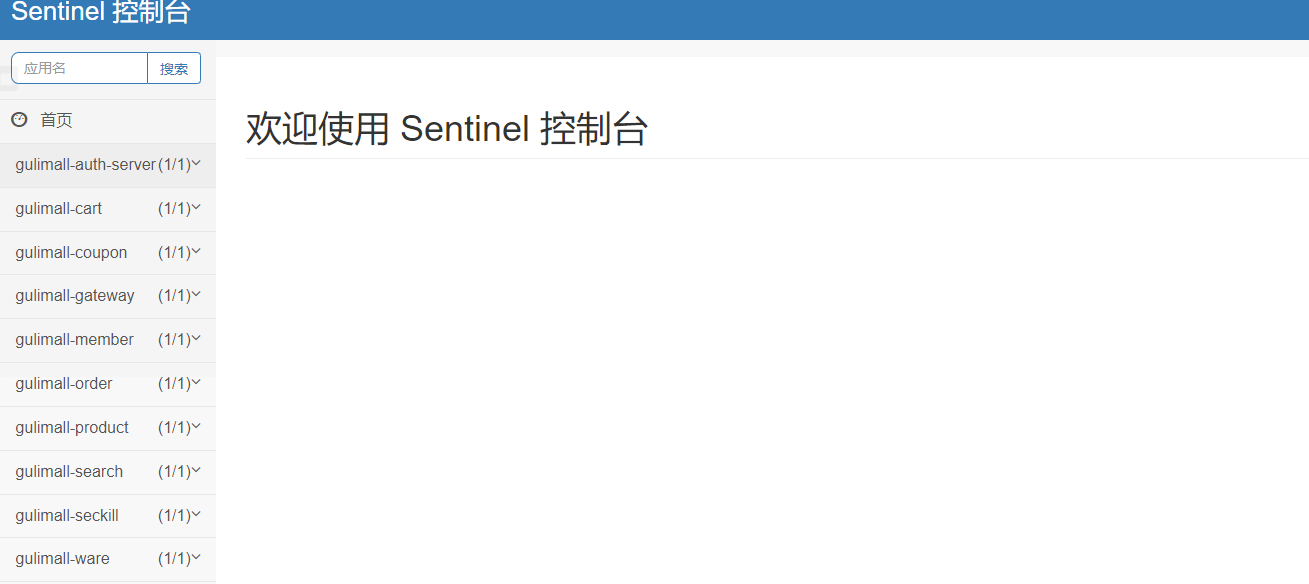 Sentinel 控制台
应用名 搜索
首页
欢迎使用 Sentinel 控制台
gulimall-auth-server (1/1)
gulimall-cart (1/1)
gulimall-coupon (1/1)
gulimall-gateway (1/1)
gulimall-member (1/1)
gulimall-order (1/1)
gulimall-product (1/1)
gulimall-search (1/1)
gulimall-seckill (1/1)
gulimall-ware (1/1)